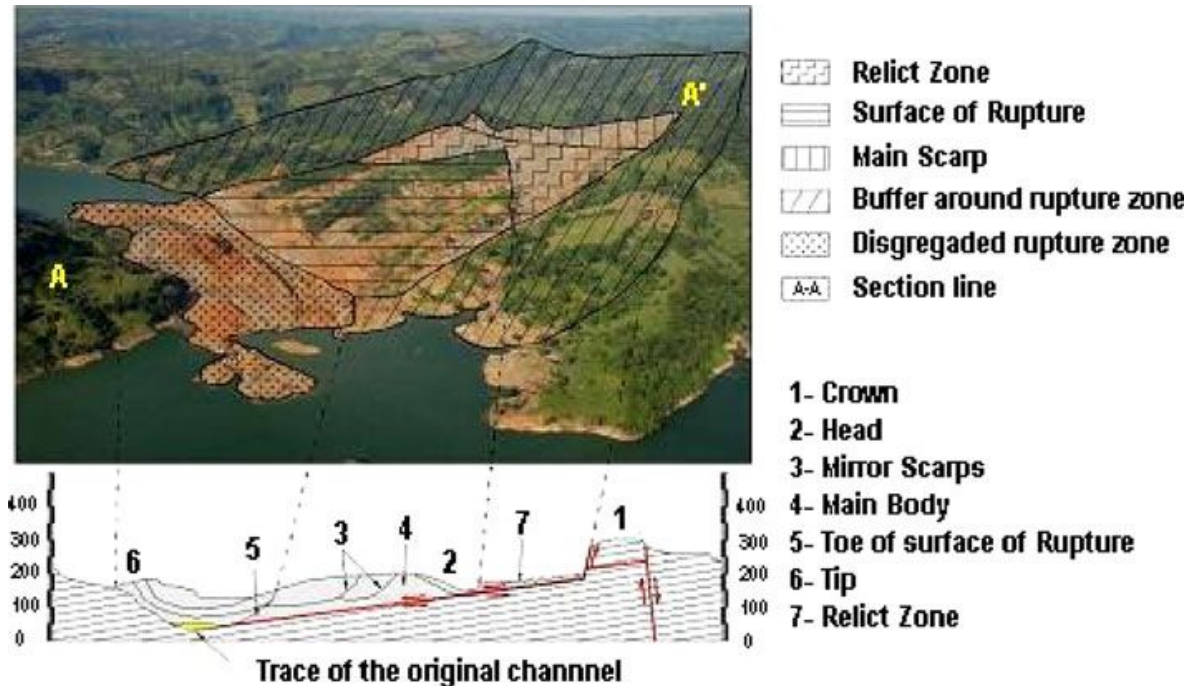 A'
A
Relict Zone
Surface of Rupture
Main Scarp
Buffer around rupture zone
Disgregaded rupture zone
A-A Section line
1- Crown
2- Head
3- Mirror Scarps
4- Main Body
5- Toe of surface of Rupture
6- Tip
7- Relict Zone
400
300
200
100
0
6
5
3
4
2
7
1
400
300
200
100
0
Trace of the original channnel